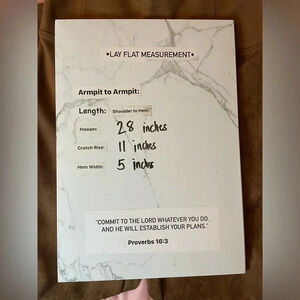 •LAY FLAT MEASUREMENT•
Armpit to Armpit:
Length: Shoulder to Hem:
Inseam: 28 inches
Crotch Rise: 11 inches
Hem Width: 5 inches
"COMMIT TO THE LORD WHATEVER YOU DO,
AND HE WILL ESTABLISH YOUR PLANS."
Proverbs 16:3